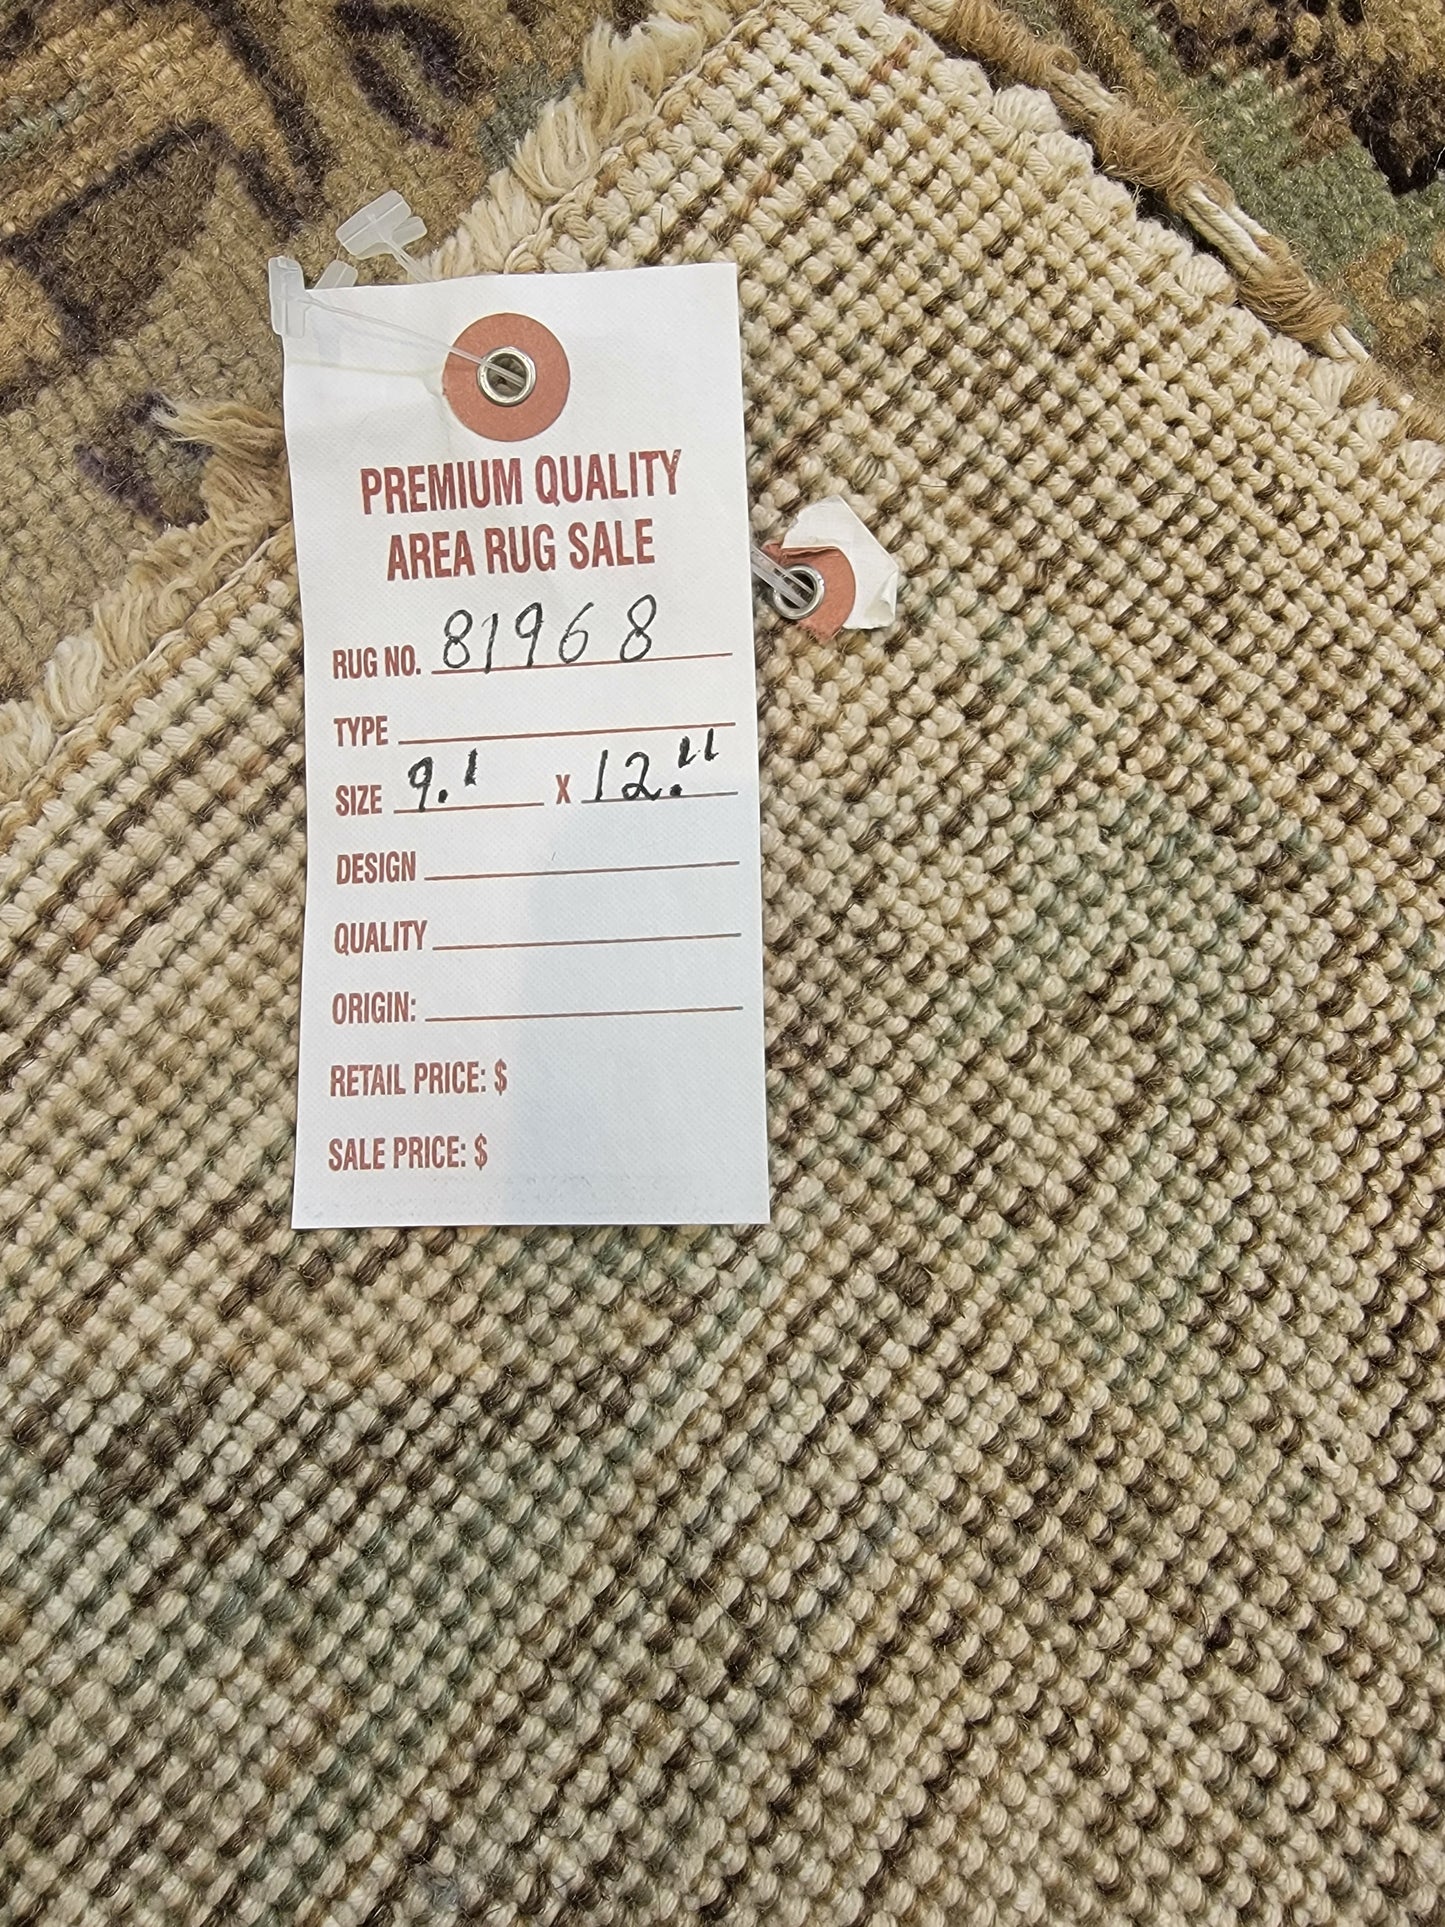 PREMIUM QUALITY
AREA RUG SALE
RUG NO. 81968
TYPE
SIZE 9.1 X 12.11
DESIGN
QUALITY
ORIGIN:
RETAIL PRICE: $
SALE PRICE: $